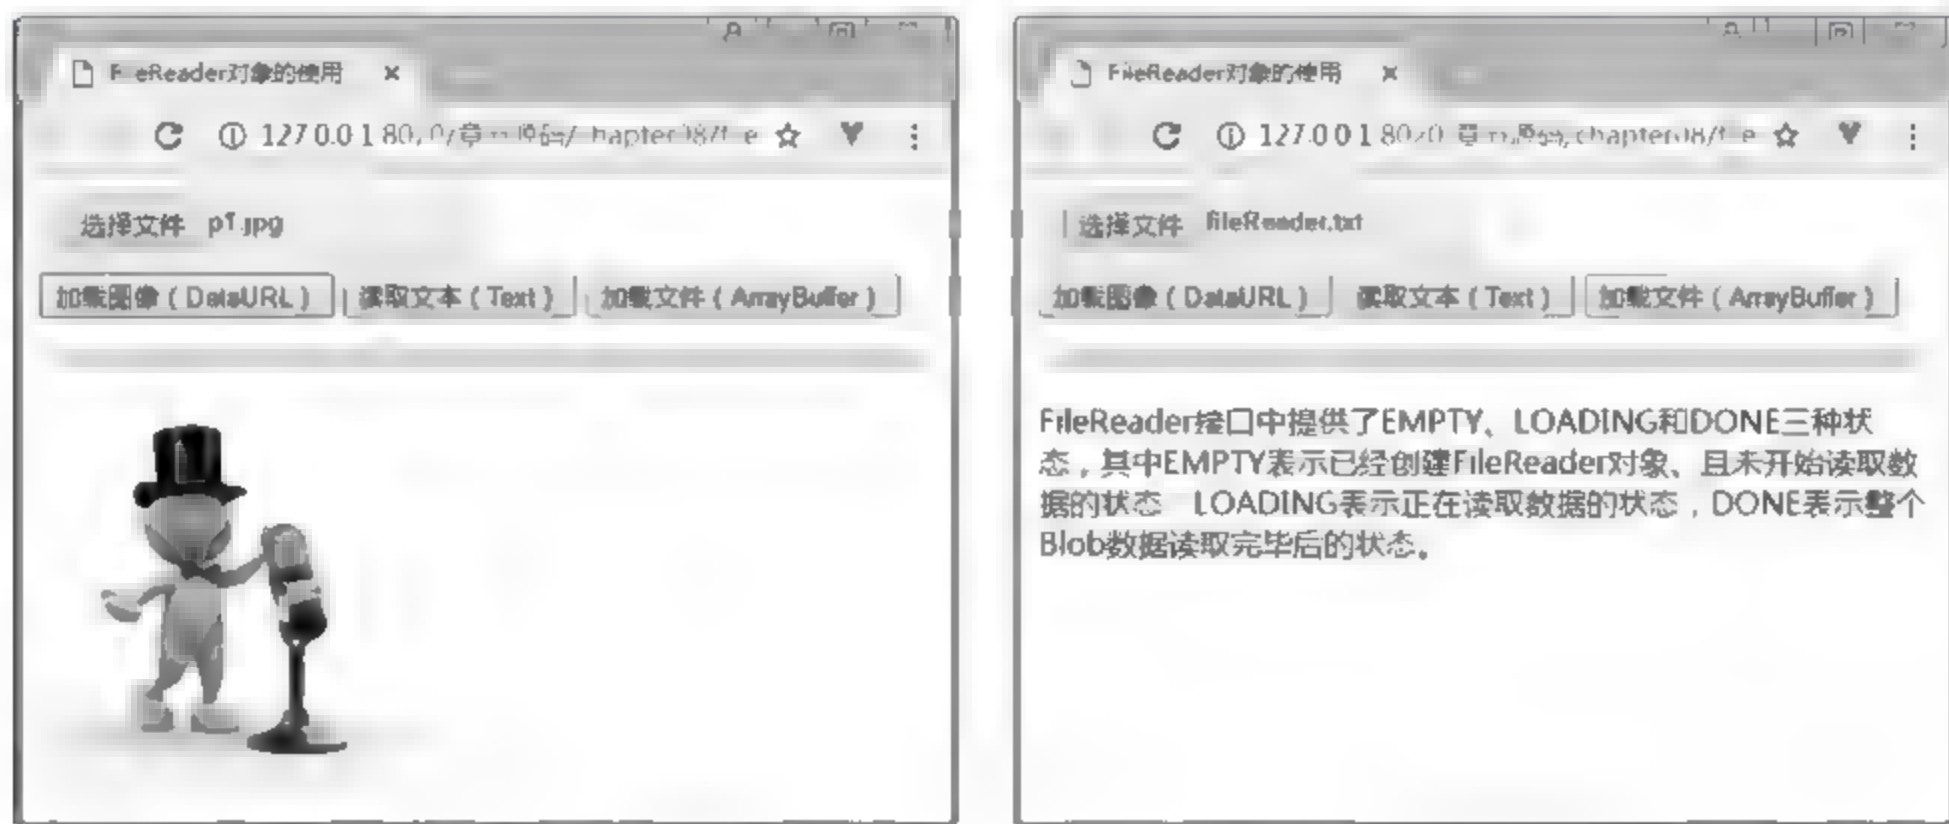 FileReader对象的使用
127.0.0.1
选择文件 p1.jpg
加载图像（DataURL） 读取文本（Text） 加载文件（ArrayBuffer）
FileReader对象的使用
127.0.0.1:8020 chapter08/
选择文件 fileReader.txt
加载图像（DataURL） 读取文本（Text） 加载文件（ArrayBuffer）
FileReader接口中提供了EMPTY、LOADING和DONE三种状
态，其中EMPTY表示已经创建FileReader对象、且未开始读取数
据的状态 LOADING表示正在读取数据的状态，DONE表示整个
Blob数据读取完毕后的状态。